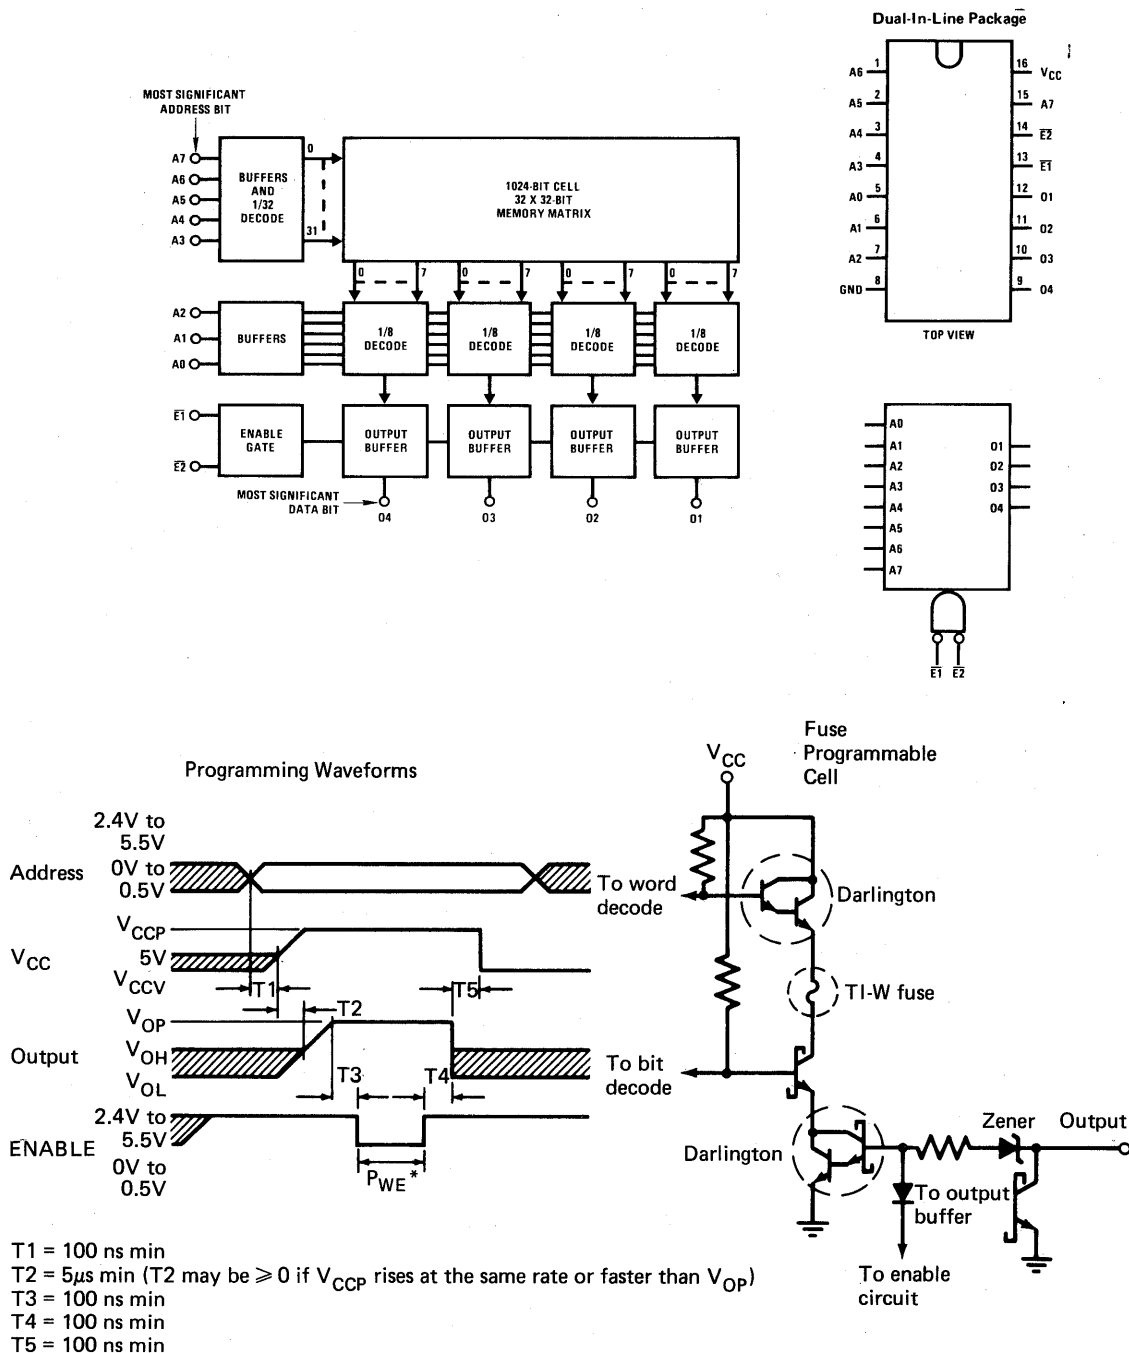 Dual-In-Line Package
A6 1
A5 2
A4 3
A3 4
A0 5
A1 6
A2 7
GND 8
16 VCC
15 A7
14 E2
13 E1
12 O1
11 O2
10 O3
9 O4
TOP VIEW
MOST SIGNIFICANT
ADDRESS BIT
A7
A6
A5
A4
A3
BUFFERS
AND
1/32
DECODE
0
31
1024-BIT CELL
32 X 32-BIT
MEMORY MATRIX
0 7 0 7 0 7 0 7
A2
A1
A0
BUFFERS
1/8
DECODE
1/8
DECODE
1/8
DECODE
1/8
DECODE
E1
E2
ENABLE
GATE
OUTPUT
BUFFER
OUTPUT
BUFFER
OUTPUT
BUFFER
OUTPUT
BUFFER
MOST SIGNIFICANT
DATA BIT
O4 O3 O2 O1
A0
A1
A2
A3
A4
A5
A6
A7
O1
O2
O3
O4
E1 E2
Programming Waveforms
Address
2.4V to
5.5V
0V to
0.5V
VCC
VCCP
5V
VCCV
T1
T5
T2
Output
VOP
VOH
VOL
T3
T4
ENABLE
2.4V to
5.5V
0V to
0.5V
PWE*
T1 = 100 ns min
T2 = 5μs min (T2 may be ⩾ 0 if VCCP rises at the same rate or faster than VOP)
T3 = 100 ns min
T4 = 100 ns min
T5 = 100 ns min
Fuse
Programmable
Cell
VCC
To word
decode
Darlington
TI-W fuse
To bit
decode
Darlington
Zener
Output
To output
buffer
To enable
circuit